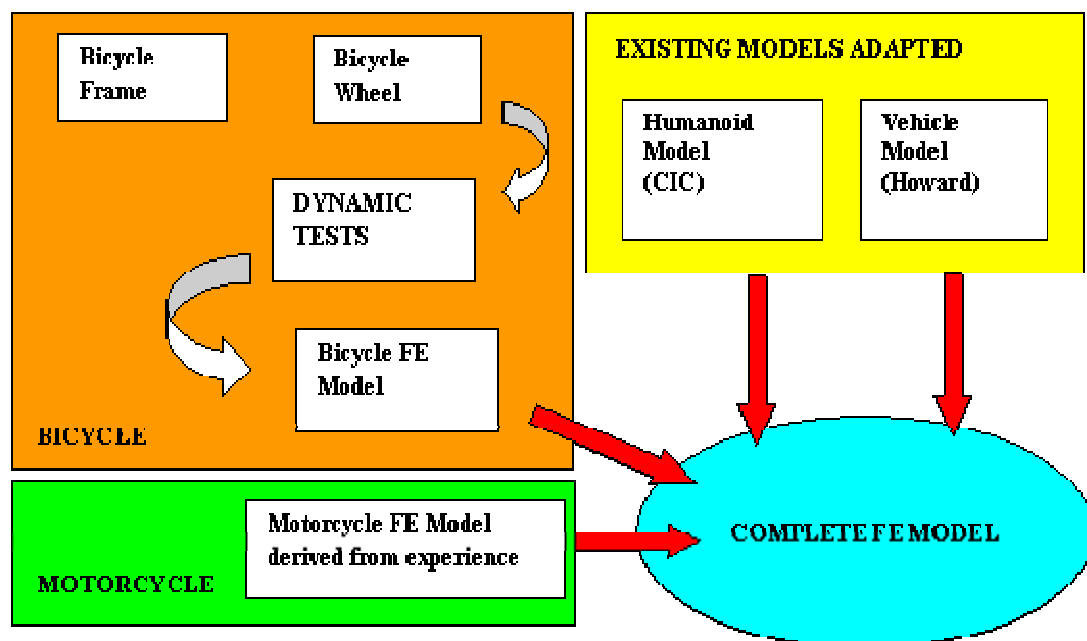 Bicycle
Frame
Bicycle
Wheel
DYNAMIC
TESTS
Bicycle FE
Model
BICYCLE
EXISTING MODELS ADAPTED
Humanoid
Model
(CIC)
Vehicle
Model
(Howard)
Motorcycle FE Model
derived from experience
MOTORCYCLE
COMPLETE FE MODEL